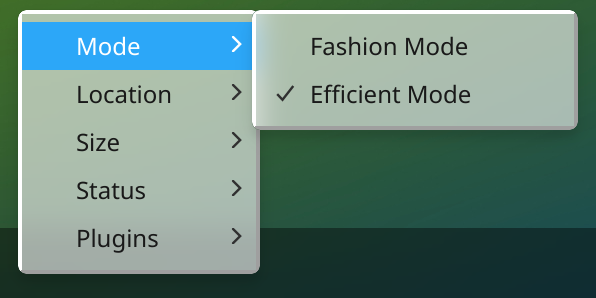 Mode
Location
Size
Status
Plugins
Fashion Mode
Efficient Mode